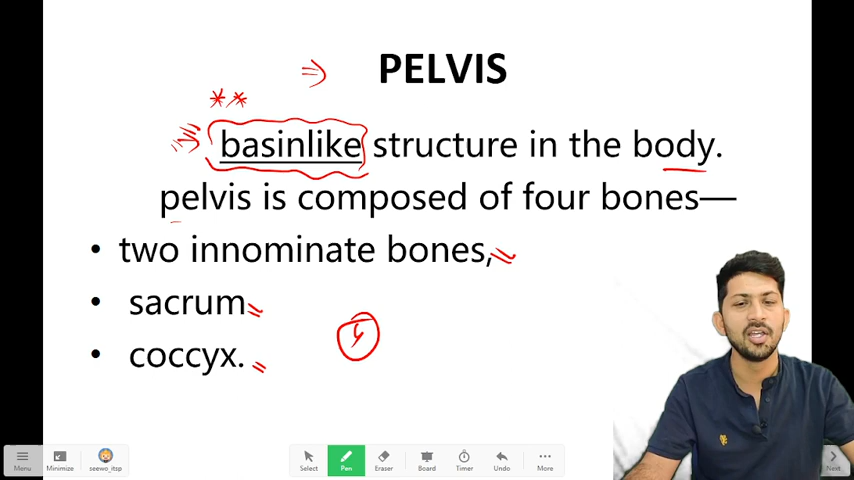 PELVIS
basinlike structure in the body.
pelvis is composed of four bones—
• two innominate bones,
• sacrum
• coccyx.
4
Menu
Minimize
seewo_itsp
Select
Pen
Eraser
Board
Timer
Undo
More
Next